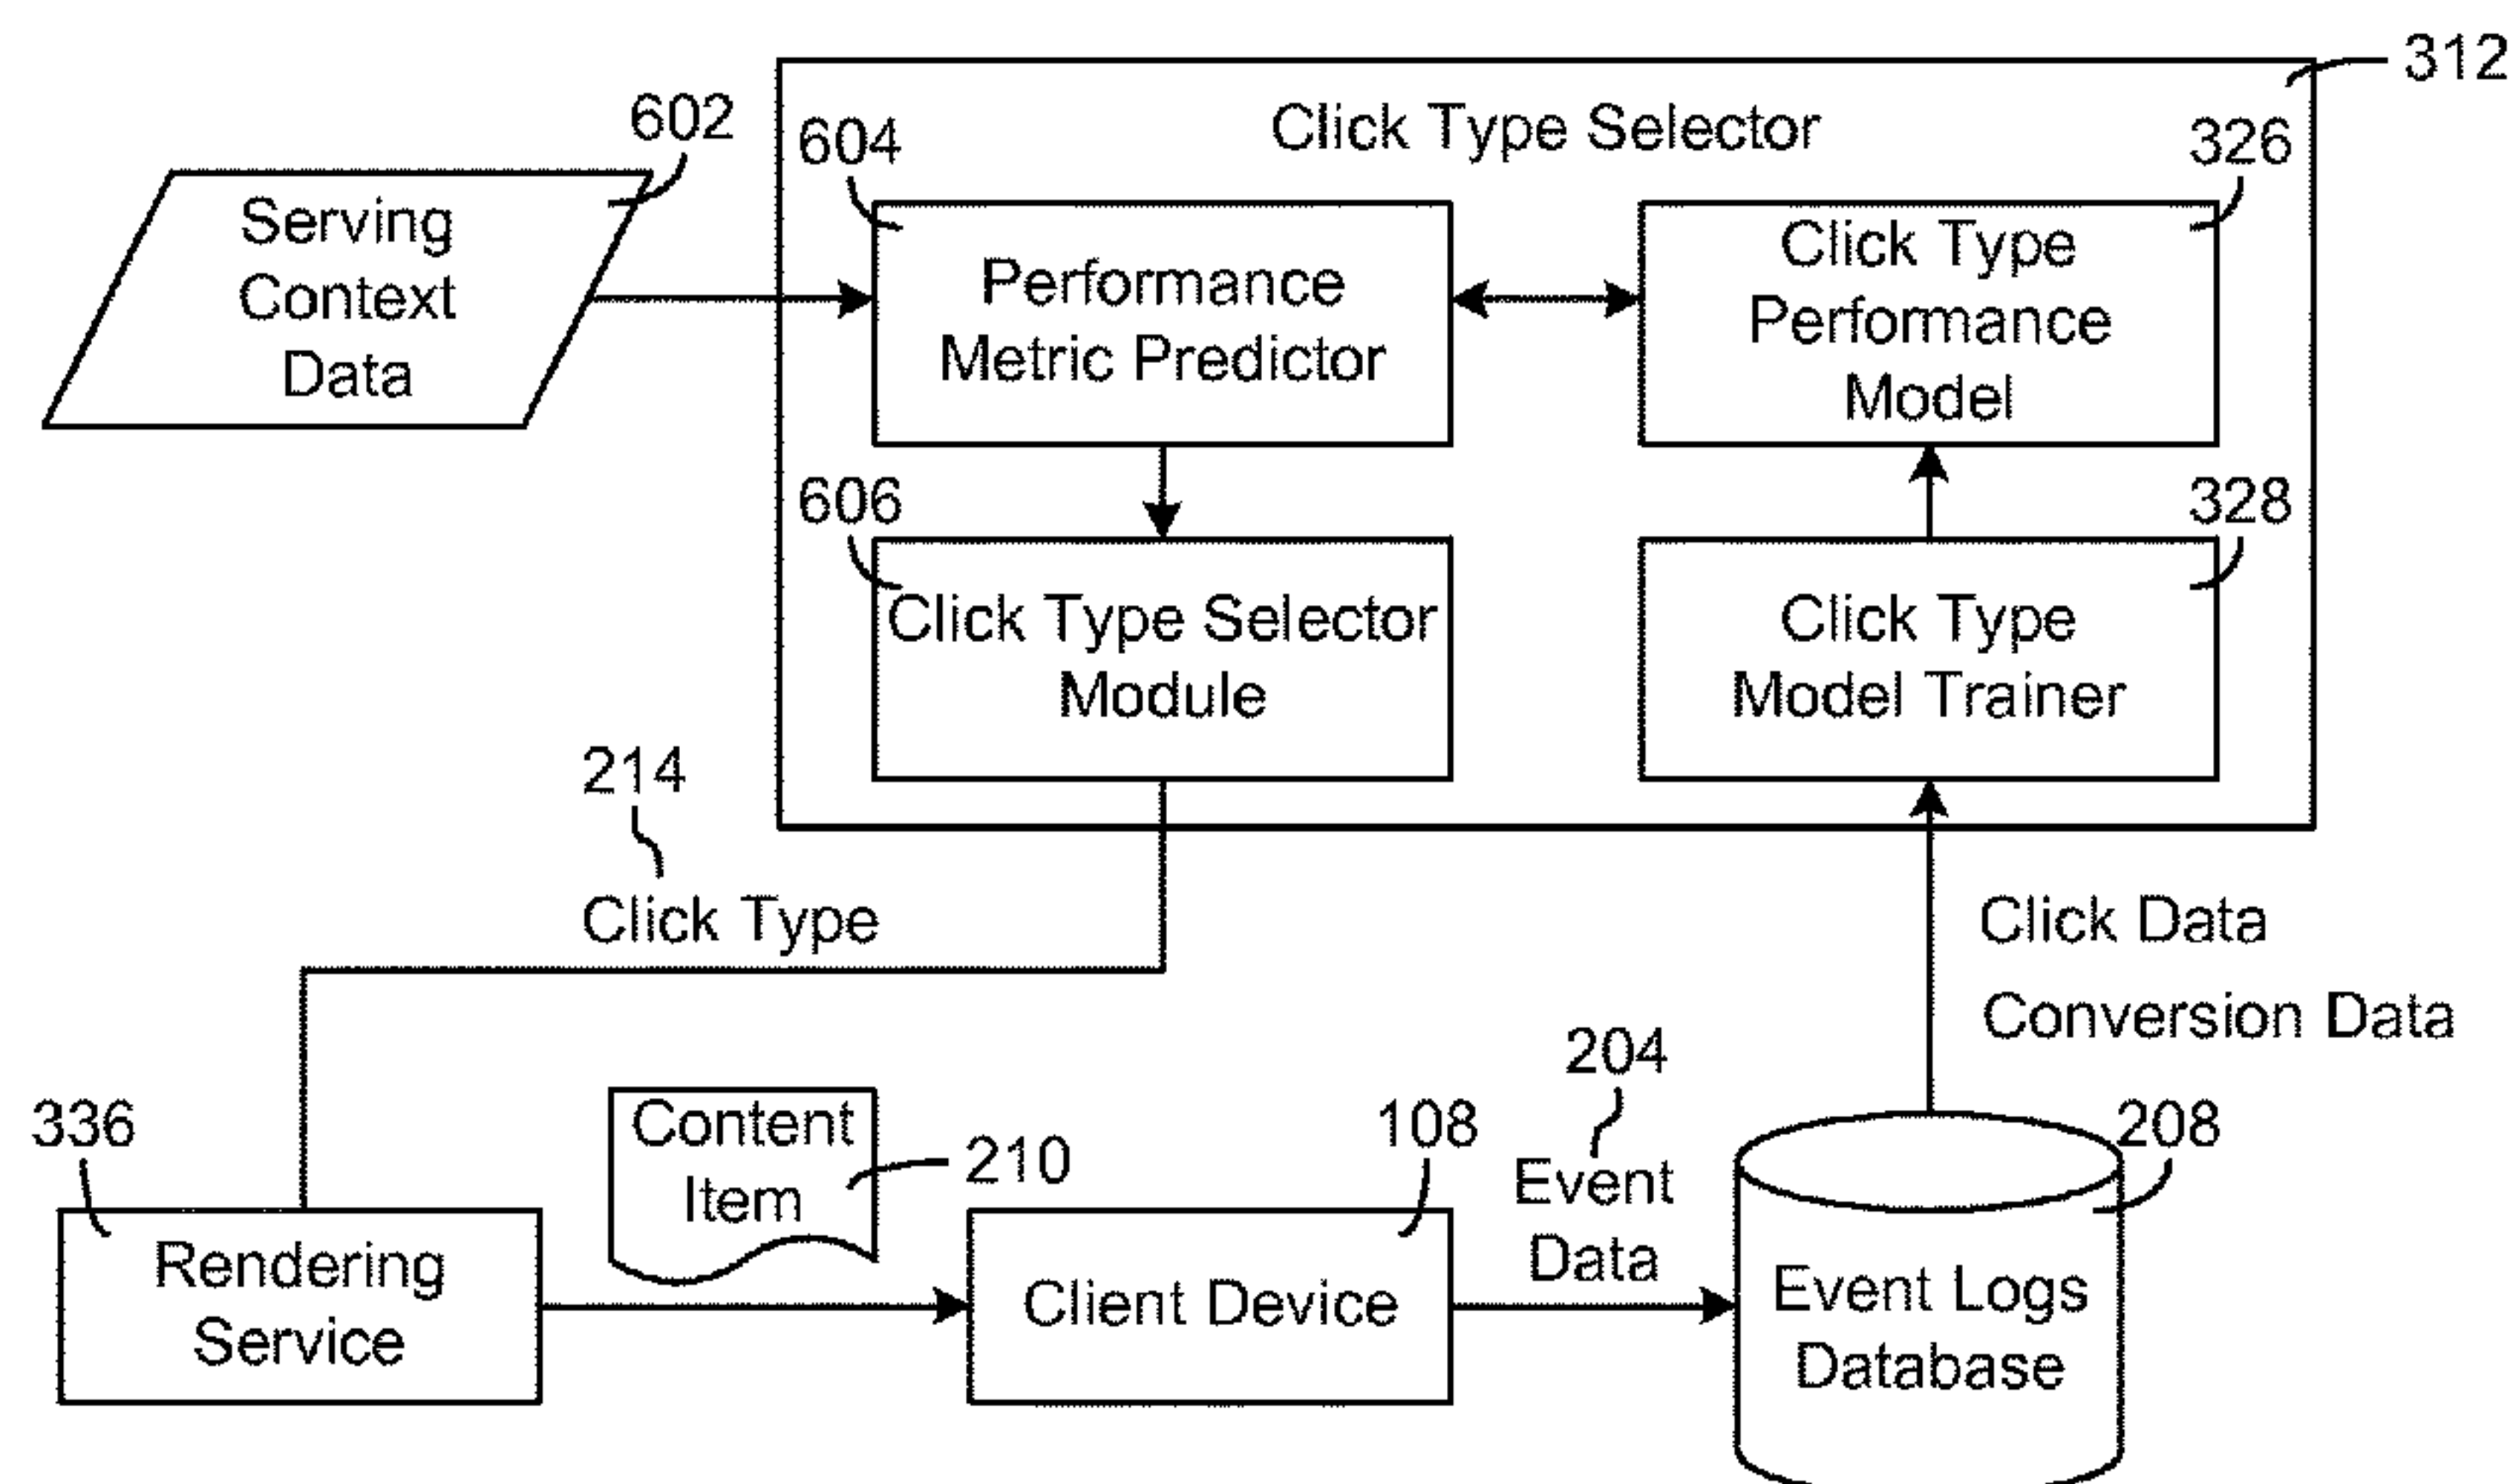 312
Click Type Selector
602
604
326
Serving
Context
Data
Performance
Metric Predictor
Click Type
Performance
Model
606
328
Click Type Selector
Module
Click Type
Model Trainer
214
Click Type
Click Data
Conversion Data
204
Event
Data
336
Content
Item
210
108
208
Rendering
Service
Client Device
Event Logs
Database